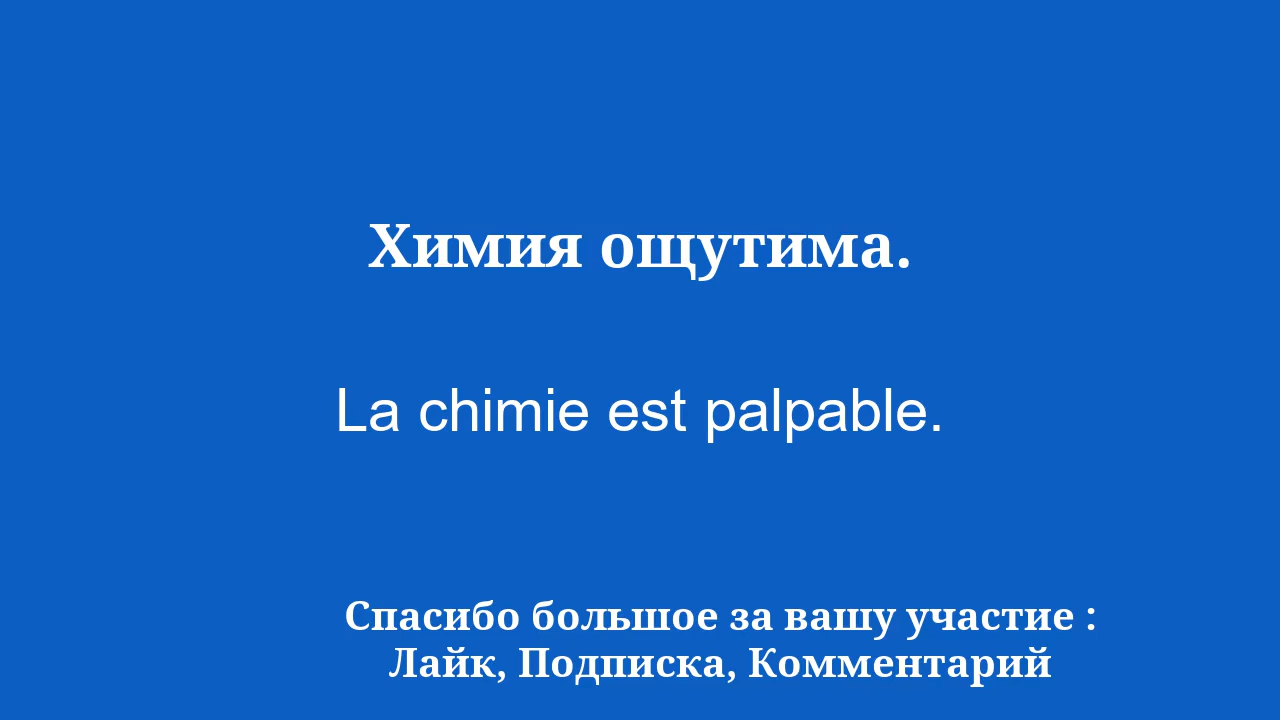 Химия ощутима.
La chimie est palpable.
Спасибо большое за вашу участие :
Лайк, Подписка, Комментарий